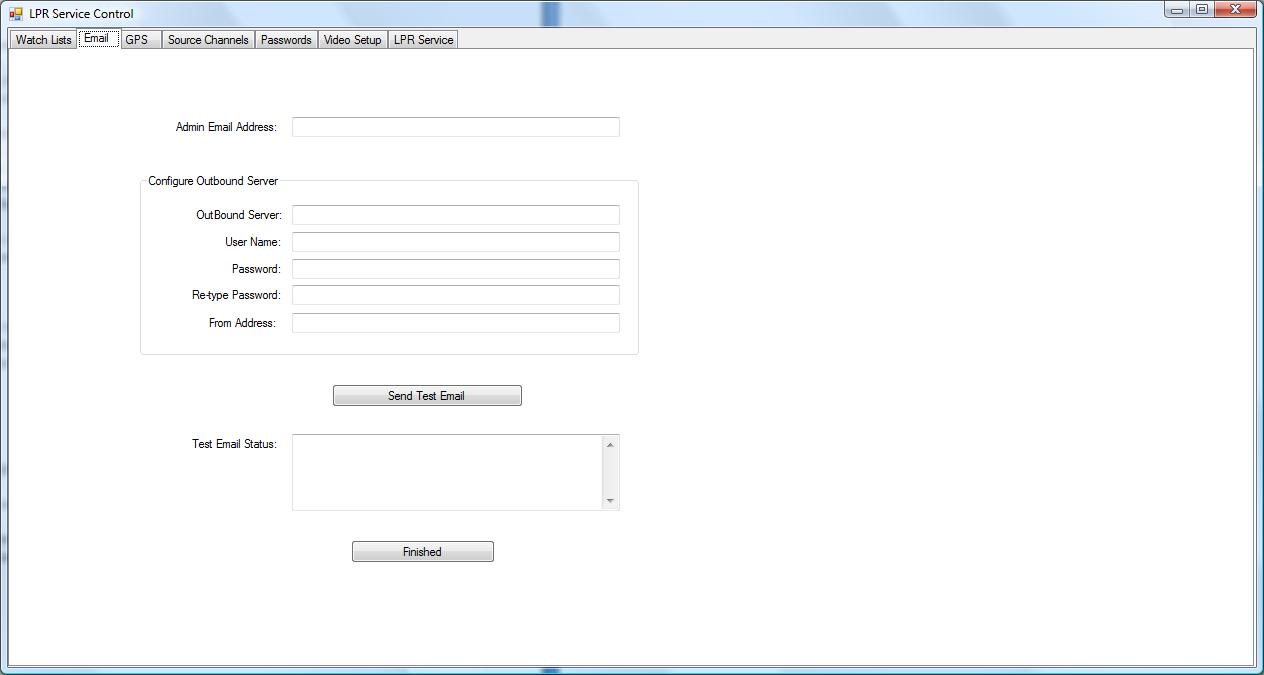 LPR Service Control
Watch Lists Email GPS Source Channels Passwords Video Setup LPR Service
Admin Email Address:
Configure Outbound Server
OutBound Server:
User Name:
Password:
Re-type Password:
From Address:
Send Test Email
Test Email Status:
Finished